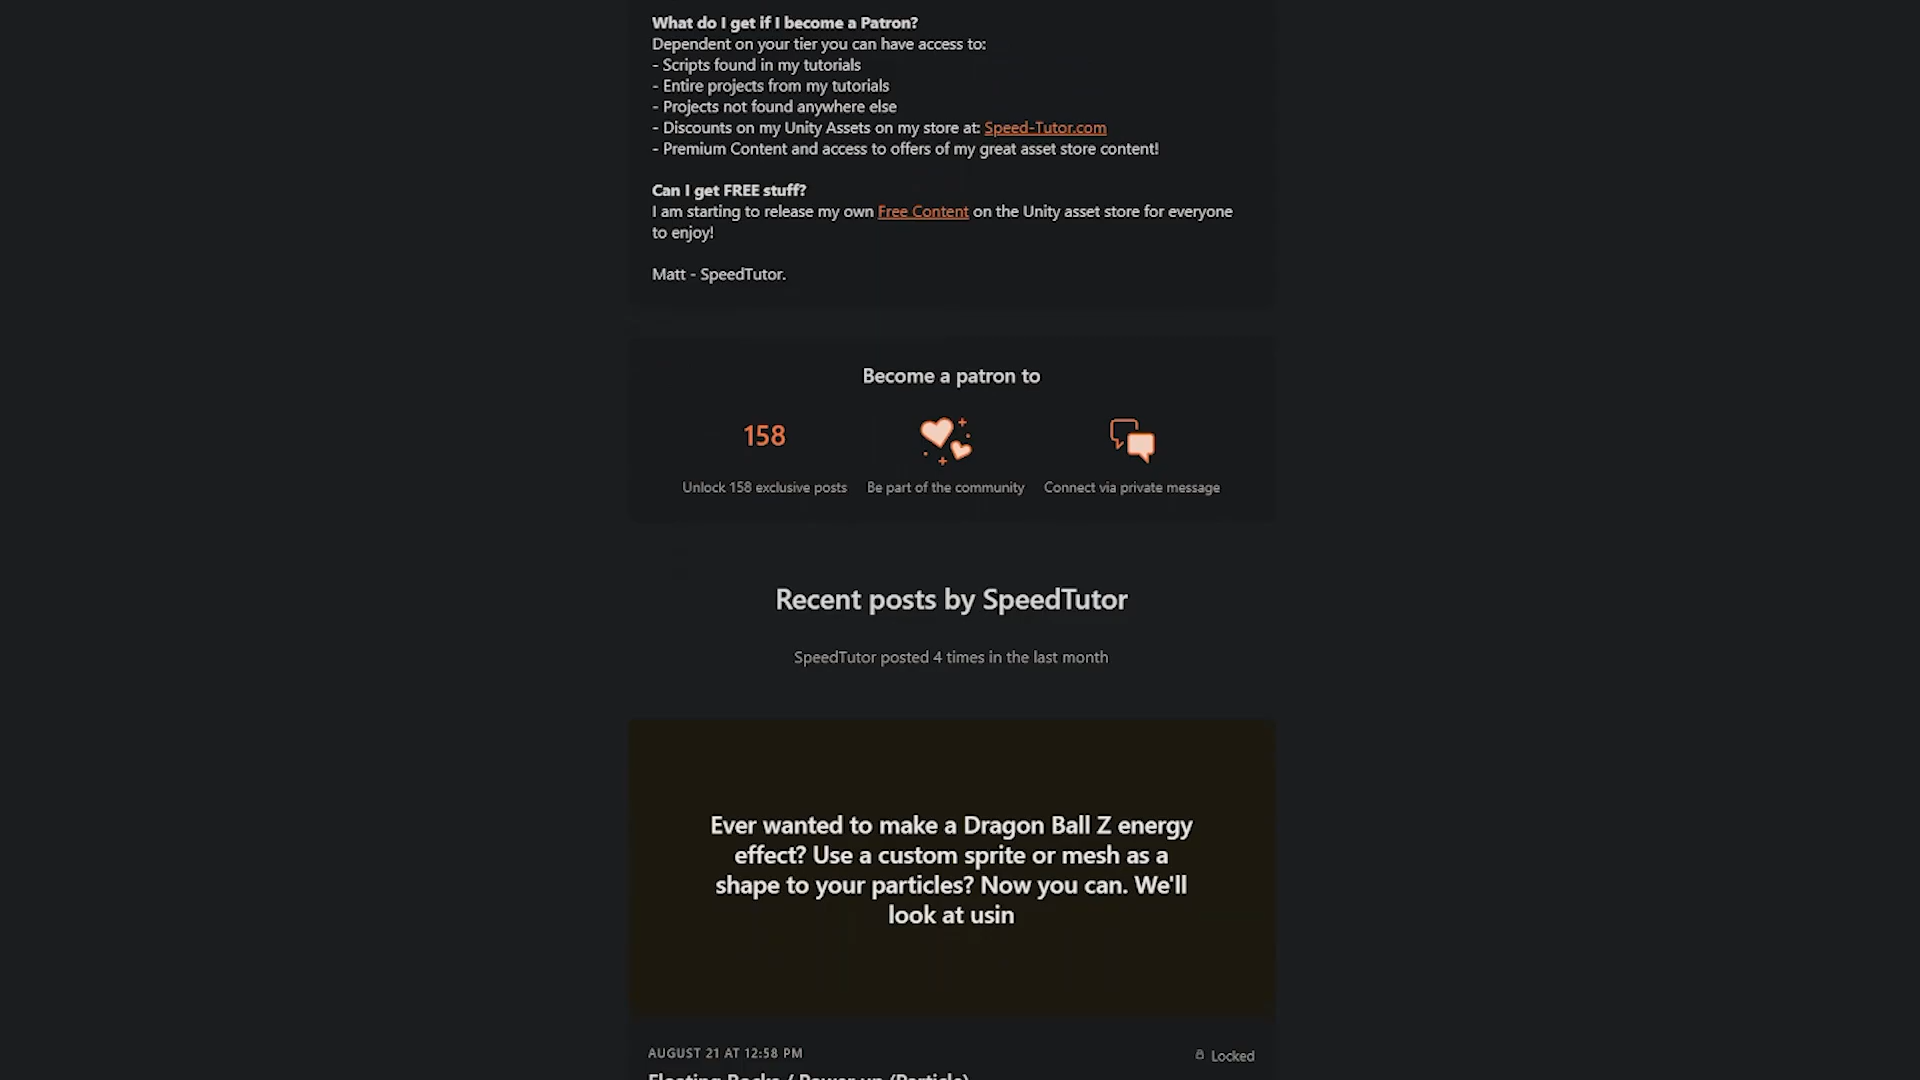 What do I get if I become a Patron?
Dependent on your tier you can have access to:
- Scripts found in my tutorials
- Entire projects from my tutorials
- Projects not found anywhere else
- Discounts on my Unity Assets on my store at: Speed-Tutor.com
- Premium Content and access to offers of my great asset store content!
Can I get FREE stuff?
I am starting to release my own Free Content on the Unity asset store for everyone
to enjoy!
Matt - SpeedTutor.
Become a patron to
158
Unlock 158 exclusive posts
Be part of the community
Connect via private message
Recent posts by SpeedTutor
SpeedTutor posted 4 times in the last month
Ever wanted to make a Dragon Ball Z energy
effect? Use a custom sprite or mesh as a
shape to your particles? Now you can. We'll
look at usin
AUGUST 21 AT 12:58 PM
Locked
Floating Rocks / Power up (Particle)